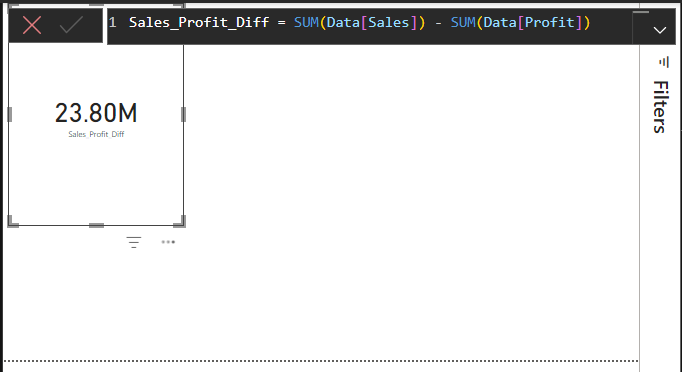 1 Sales_Profit_Diff = SUM(Data[Sales]) - SUM(Data[Profit])
23.80M
Sales Profit Diff
Filters